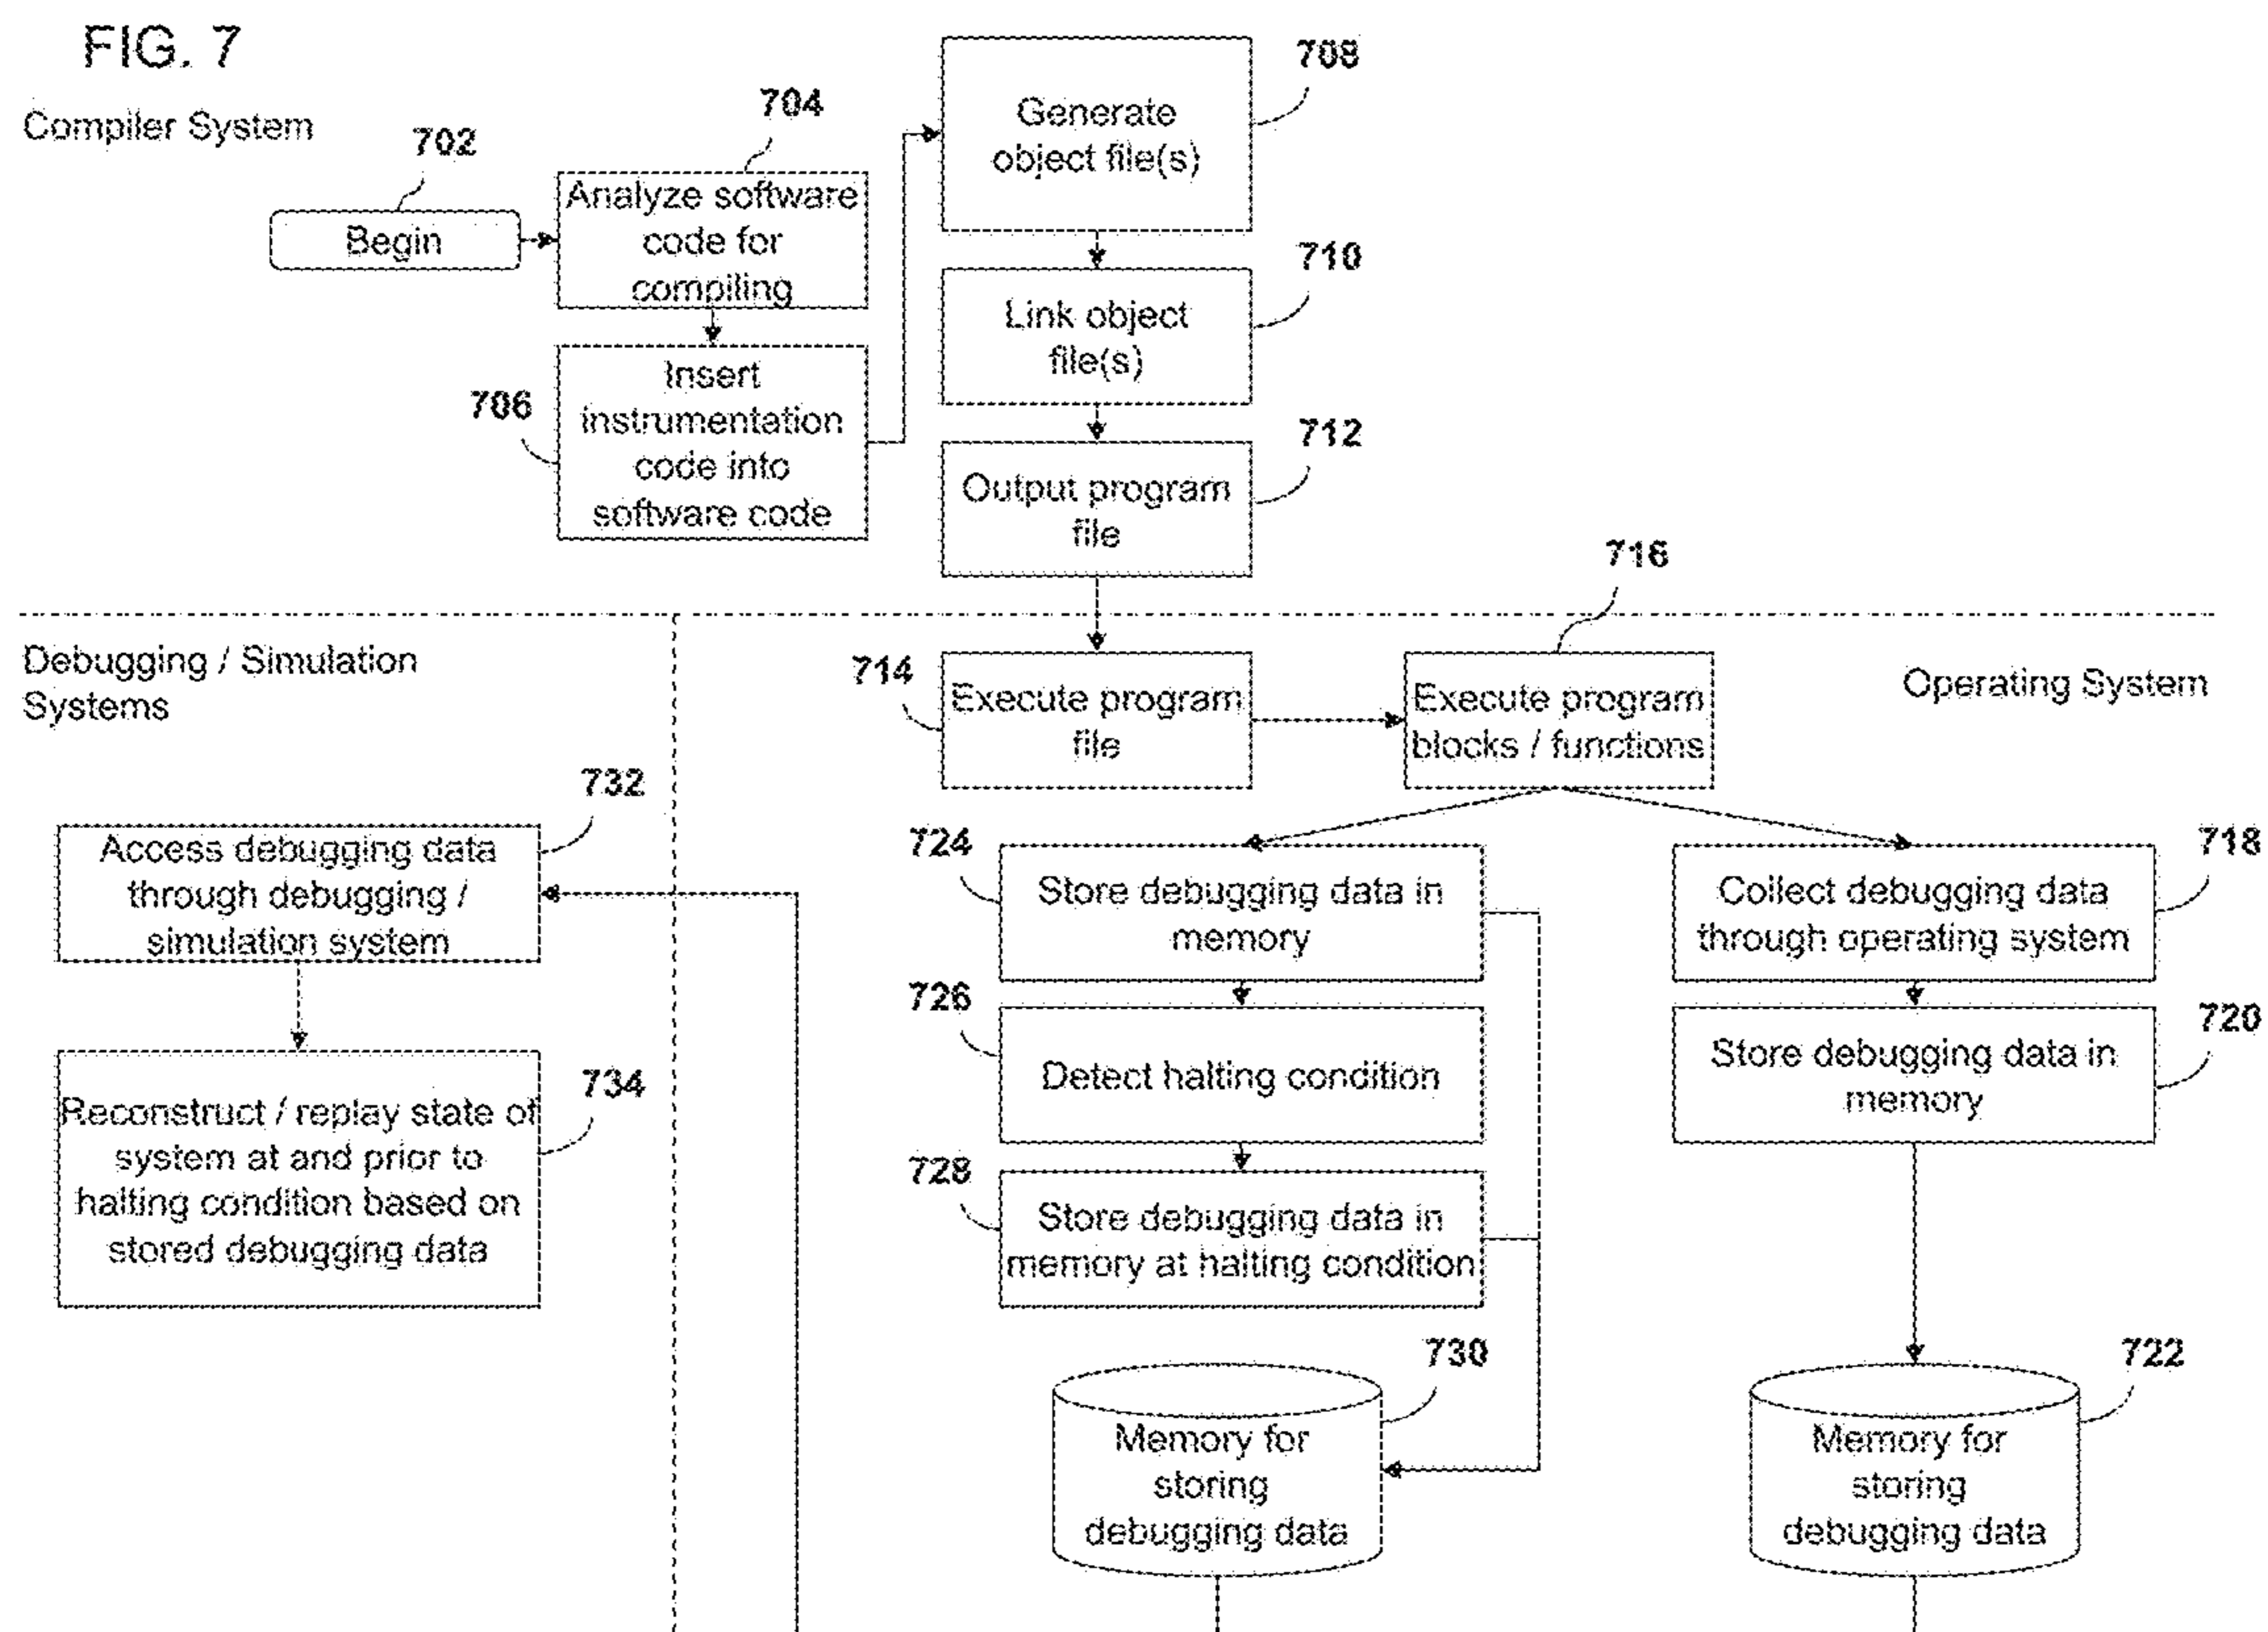 FIG. 7
Compiler System
702
Begin
704
Analyze software
code for
compiling
706
Insert
instrumentation
code into
software code
708
Generate
object file(s)
710
Link object
file(s)
712
Output program
file
Debugging / Simulation
Systems
Operating System
714
Execute program
file
716
Execute program
blocks / functions
718
Collect debugging data
through operating system
720
Store debugging data in
memory
722
Memory for
storing
debugging data
724
Store debugging data in
memory
726
Detect halting condition
728
Store debugging data in
memory at halting condition
730
Memory for
storing
debugging data
732
Access debugging data
through debugging /
simulation system
734
Reconstruct / replay state of
system at and prior to
halting condition based on
stored debugging data